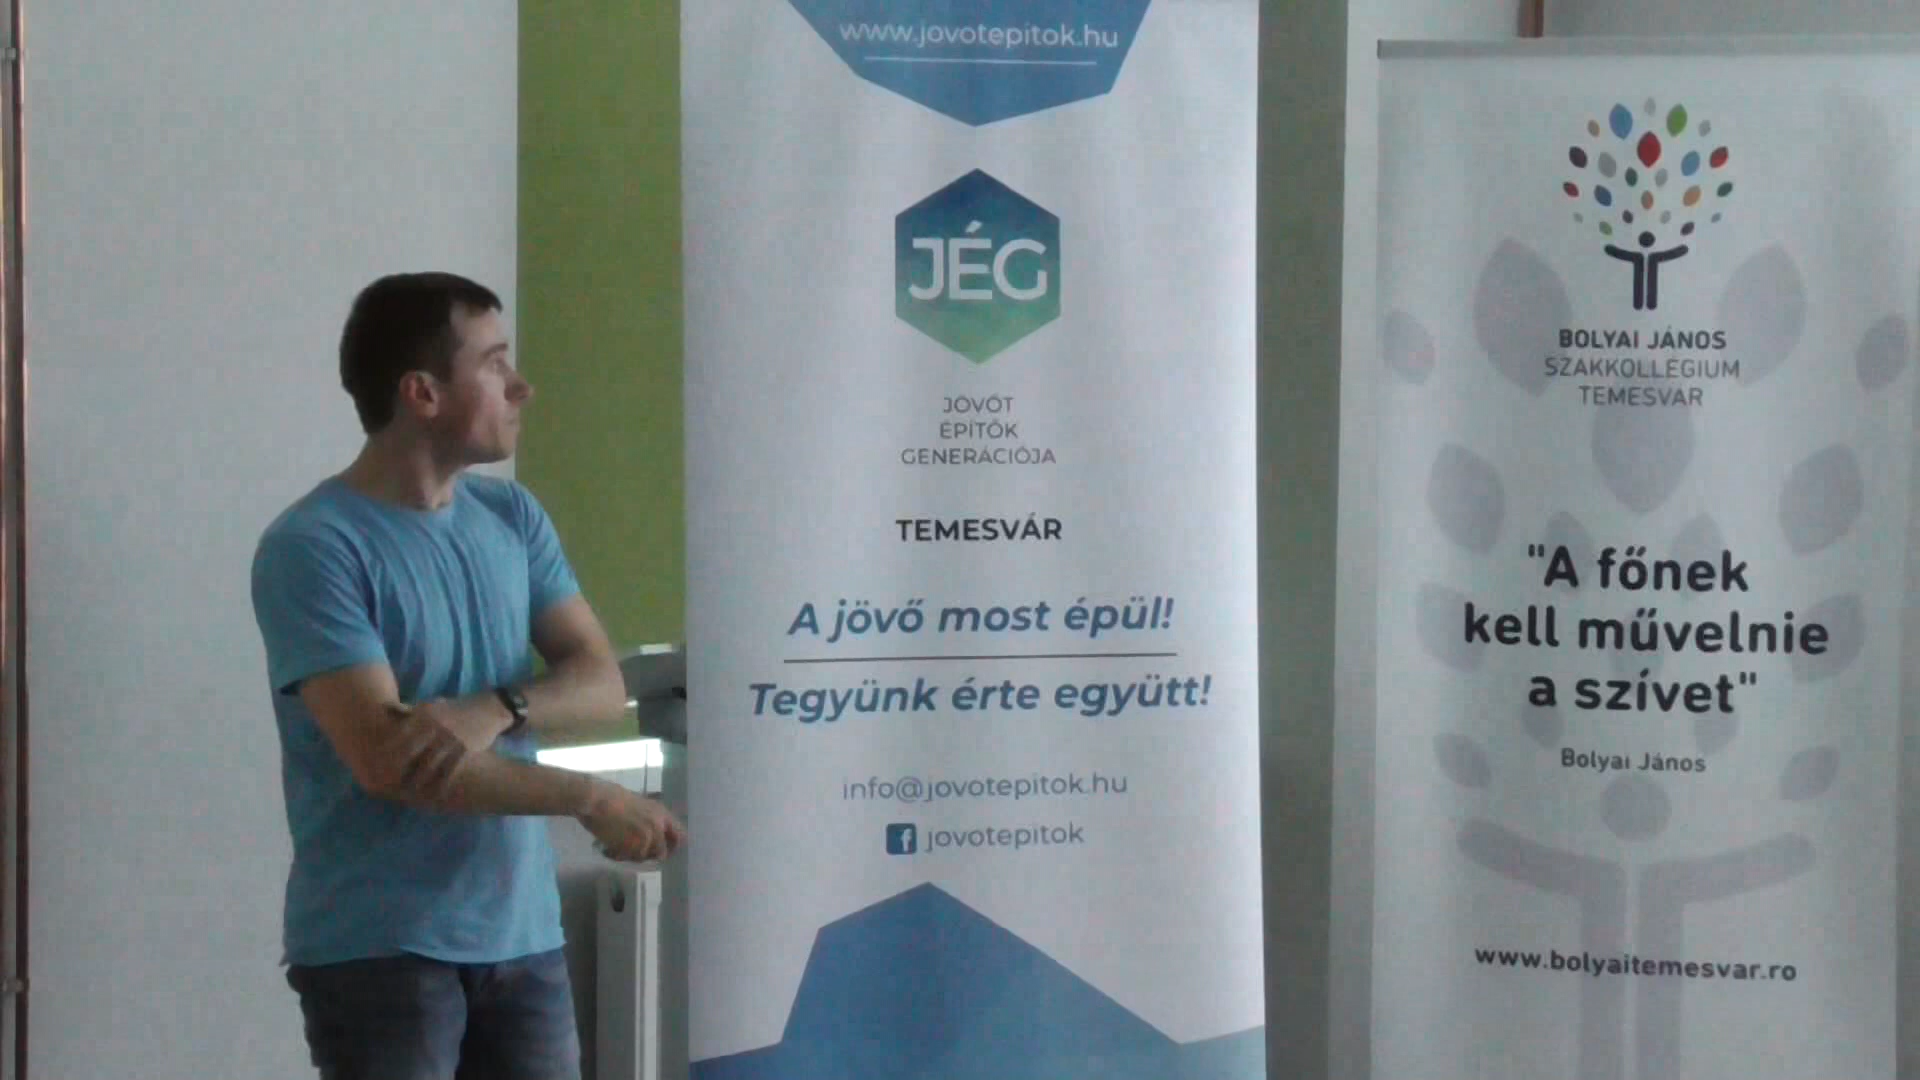 www.jovotepitok.hu
JÉG
JÖVŐT
ÉPÍTŐK
GENERÁCIÓJA
TEMESVÁR
A jövő most épül!
Tegyünk érte együtt!
info@jovotepitok.hu
f jovotepitok
BOLYAI JÁNOS
SZAKKOLLÉGIUM
TEMESVÁR
"A főnek
kell művelnie
a szívet"
Bolyai János
www.bolyaitemesvar.ro